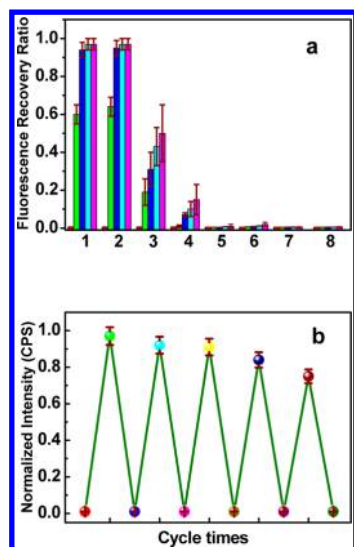 a
Fluorescence Recovery Ratio
1.0
0.8
0.6
0.4
0.2
0.0
1 2 3 4 5 6 7 8
b
Normalized Intensity (CPS)
1.0
0.8
0.6
0.4
0.2
0.0
Cycle times